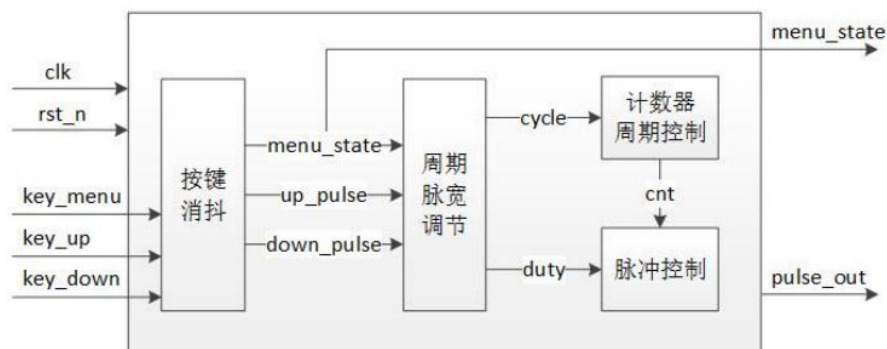 menu_state
clk
rst_n
key_menu
key_up
key_down
按键
消抖
menu_state
up_pulse
down_pulse
周期
脉宽
调节
cycle
duty
计数器
周期控制
cnt
脉冲控制
pulse_out